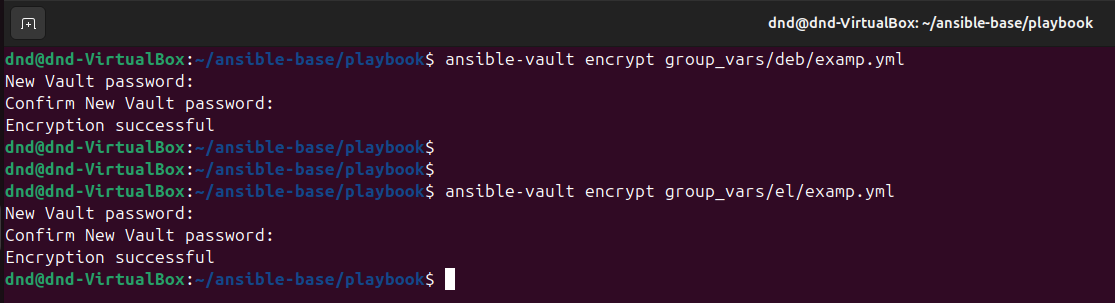 dnd@dnd-VirtualBox: ~/ansible-base/playbook
dnd@dnd-VirtualBox:~/ansible-base/playbook$ ansible-vault encrypt group_vars/deb/examp.yml
New Vault password:
Confirm New Vault password:
Encryption successful
dnd@dnd-VirtualBox:~/ansible-base/playbook$
dnd@dnd-VirtualBox:~/ansible-base/playbook$
dnd@dnd-VirtualBox:~/ansible-base/playbook$ ansible-vault encrypt group_vars/el/examp.yml
New Vault password:
Confirm New Vault password:
Encryption successful
dnd@dnd-VirtualBox:~/ansible-base/playbook$